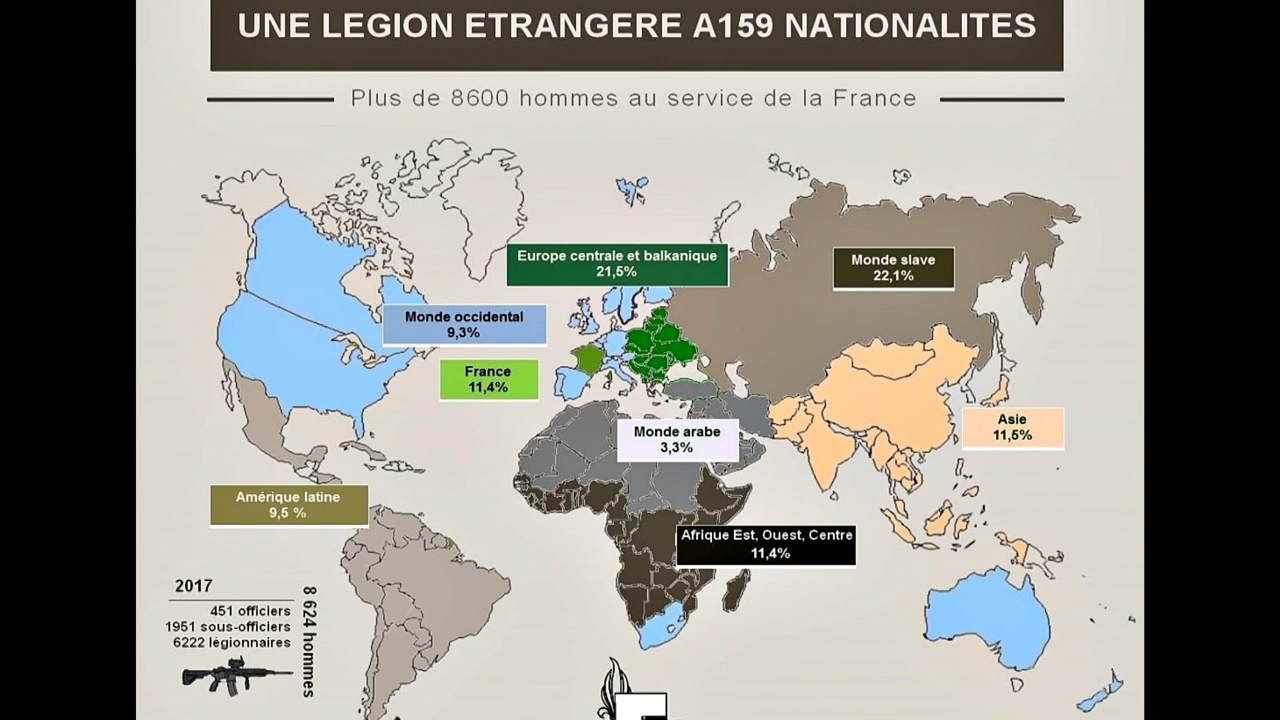 UNE LEGION ETRANGERE A159 NATIONALITES
Plus de 8600 hommes au service de la France
Europe centrale et balkanique
21,5%
Monde slave
22,1%
Monde occidental
9,3%
France
11,4%
Asie
11,5%
Monde arabe
3,3%
Amérique latine
9,5 %
Afrique Est, Ouest, Centre
11,4%
2017
451 officiers
1951 sous-officiers
6222 légionnaires
8 624 hommes